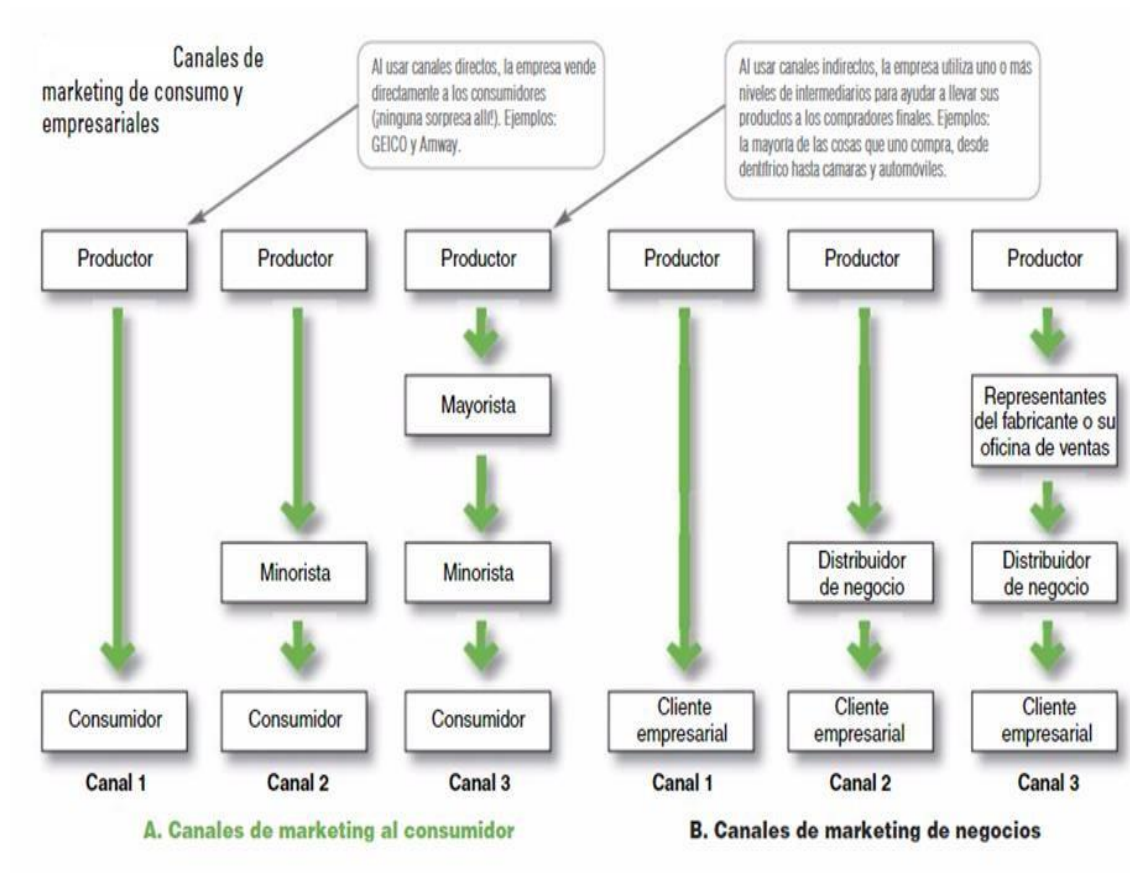 Canales de
marketing de consumo y
empresariales
Al usar canales directos, la empresa vende
directamente a los consumidores
(¡ninguna sorpresa allí!). Ejemplos:
GEICO y Amway.
Al usar canales indirectos, la empresa utiliza uno o más
niveles de intermediarios para ayudar a llevar sus
productos a los compradores finales. Ejemplos:
la mayoría de las cosas que uno compra, desde
dentífrico hasta cámaras y automóviles.
Productor
Productor
Productor
Productor
Productor
Productor
Mayorista
Representantes
del fabricante o su
oficina de ventas
Minorista
Minorista
Distribuidor
de negocio
Distribuidor
de negocio
Consumidor
Consumidor
Consumidor
Cliente
empresarial
Cliente
empresarial
Cliente
empresarial
Canal 1
Canal 2
Canal 3
Canal 1
Canal 2
Canal 3
A. Canales de marketing al consumidor
B. Canales de marketing de negocios